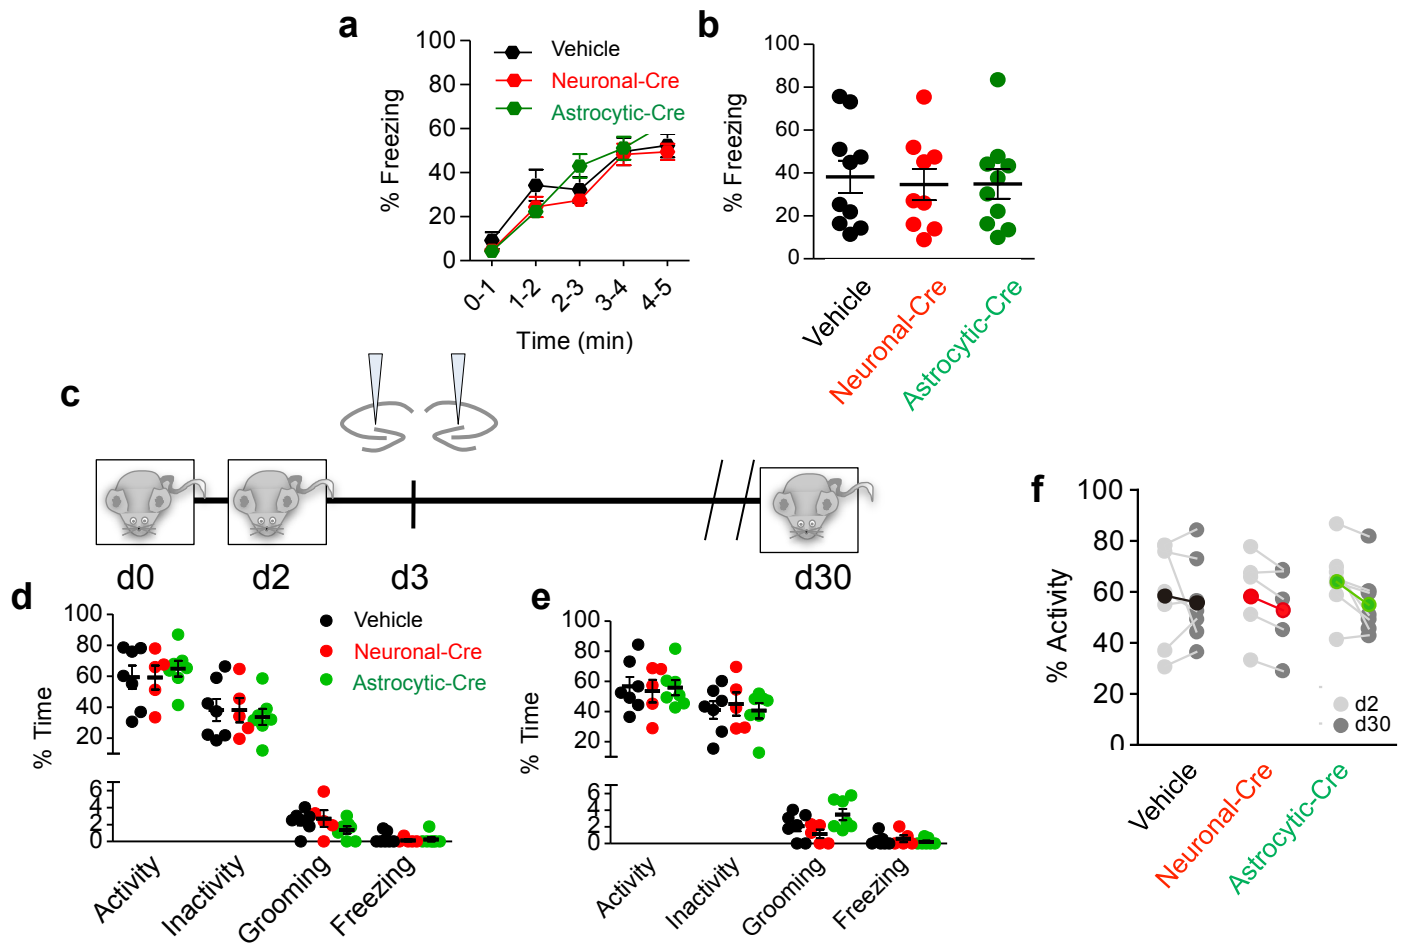 a
100
80
60
40
20
0
% Freezing
Vehicle
Neuronal-Cre
Astrocytic-Cre
0-1
1-2
2-3
3-4
4-5
Time (min)
b
100
80
60
40
20
0
% Freezing
Vehicle
Neuronal-Cre
Astrocytic-Cre
c
d0
d2
d3
d30
d
100
80
60
40
20
6
4
2
0
% Time
Vehicle
Neuronal-Cre
Astrocytic-Cre
Activity
Inactivity
Grooming
Freezing
e
100
80
60
40
20
6
4
2
0
% Time
Activity
Inactivity
Grooming
Freezing
f
100
80
60
40
20
0
% Activity
d2
d30
Vehicle
Neuronal-Cre
Astrocytic-Cre